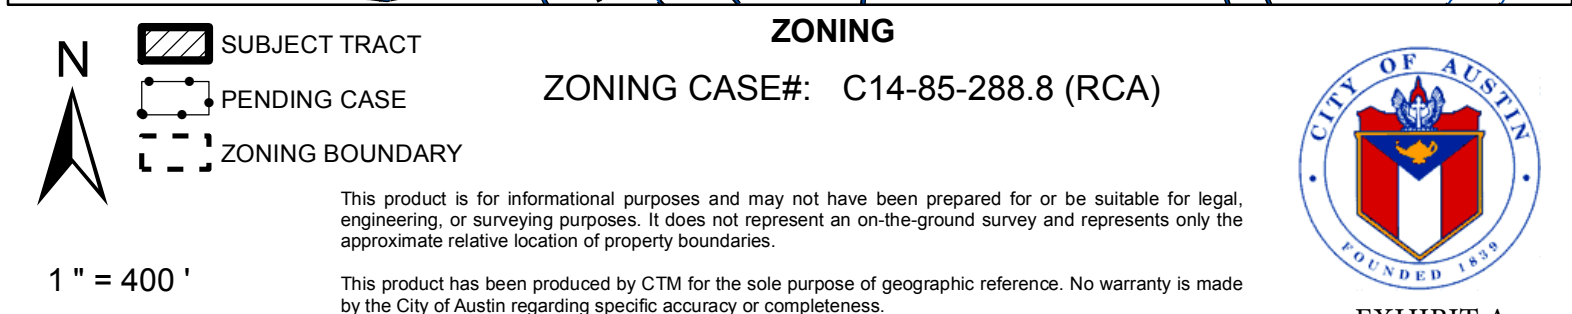 ZONING
N
SUBJECT TRACT
PENDING CASE
ZONING BOUNDARY
ZONING CASE#: C14-85-288.8 (RCA)
This product is for informational purposes and may not have been prepared for or be suitable for legal,
engineering, or surveying purposes. It does not represent an on-the-ground survey and represents only the
approximate relative location of property boundaries.
1 " = 400 '
This product has been produced by CTM for the sole purpose of geographic reference. No warranty is made
by the City of Austin regarding specific accuracy or completeness.
CITY OF AUSTIN
FOUNDED 1839
EXHIBIT A